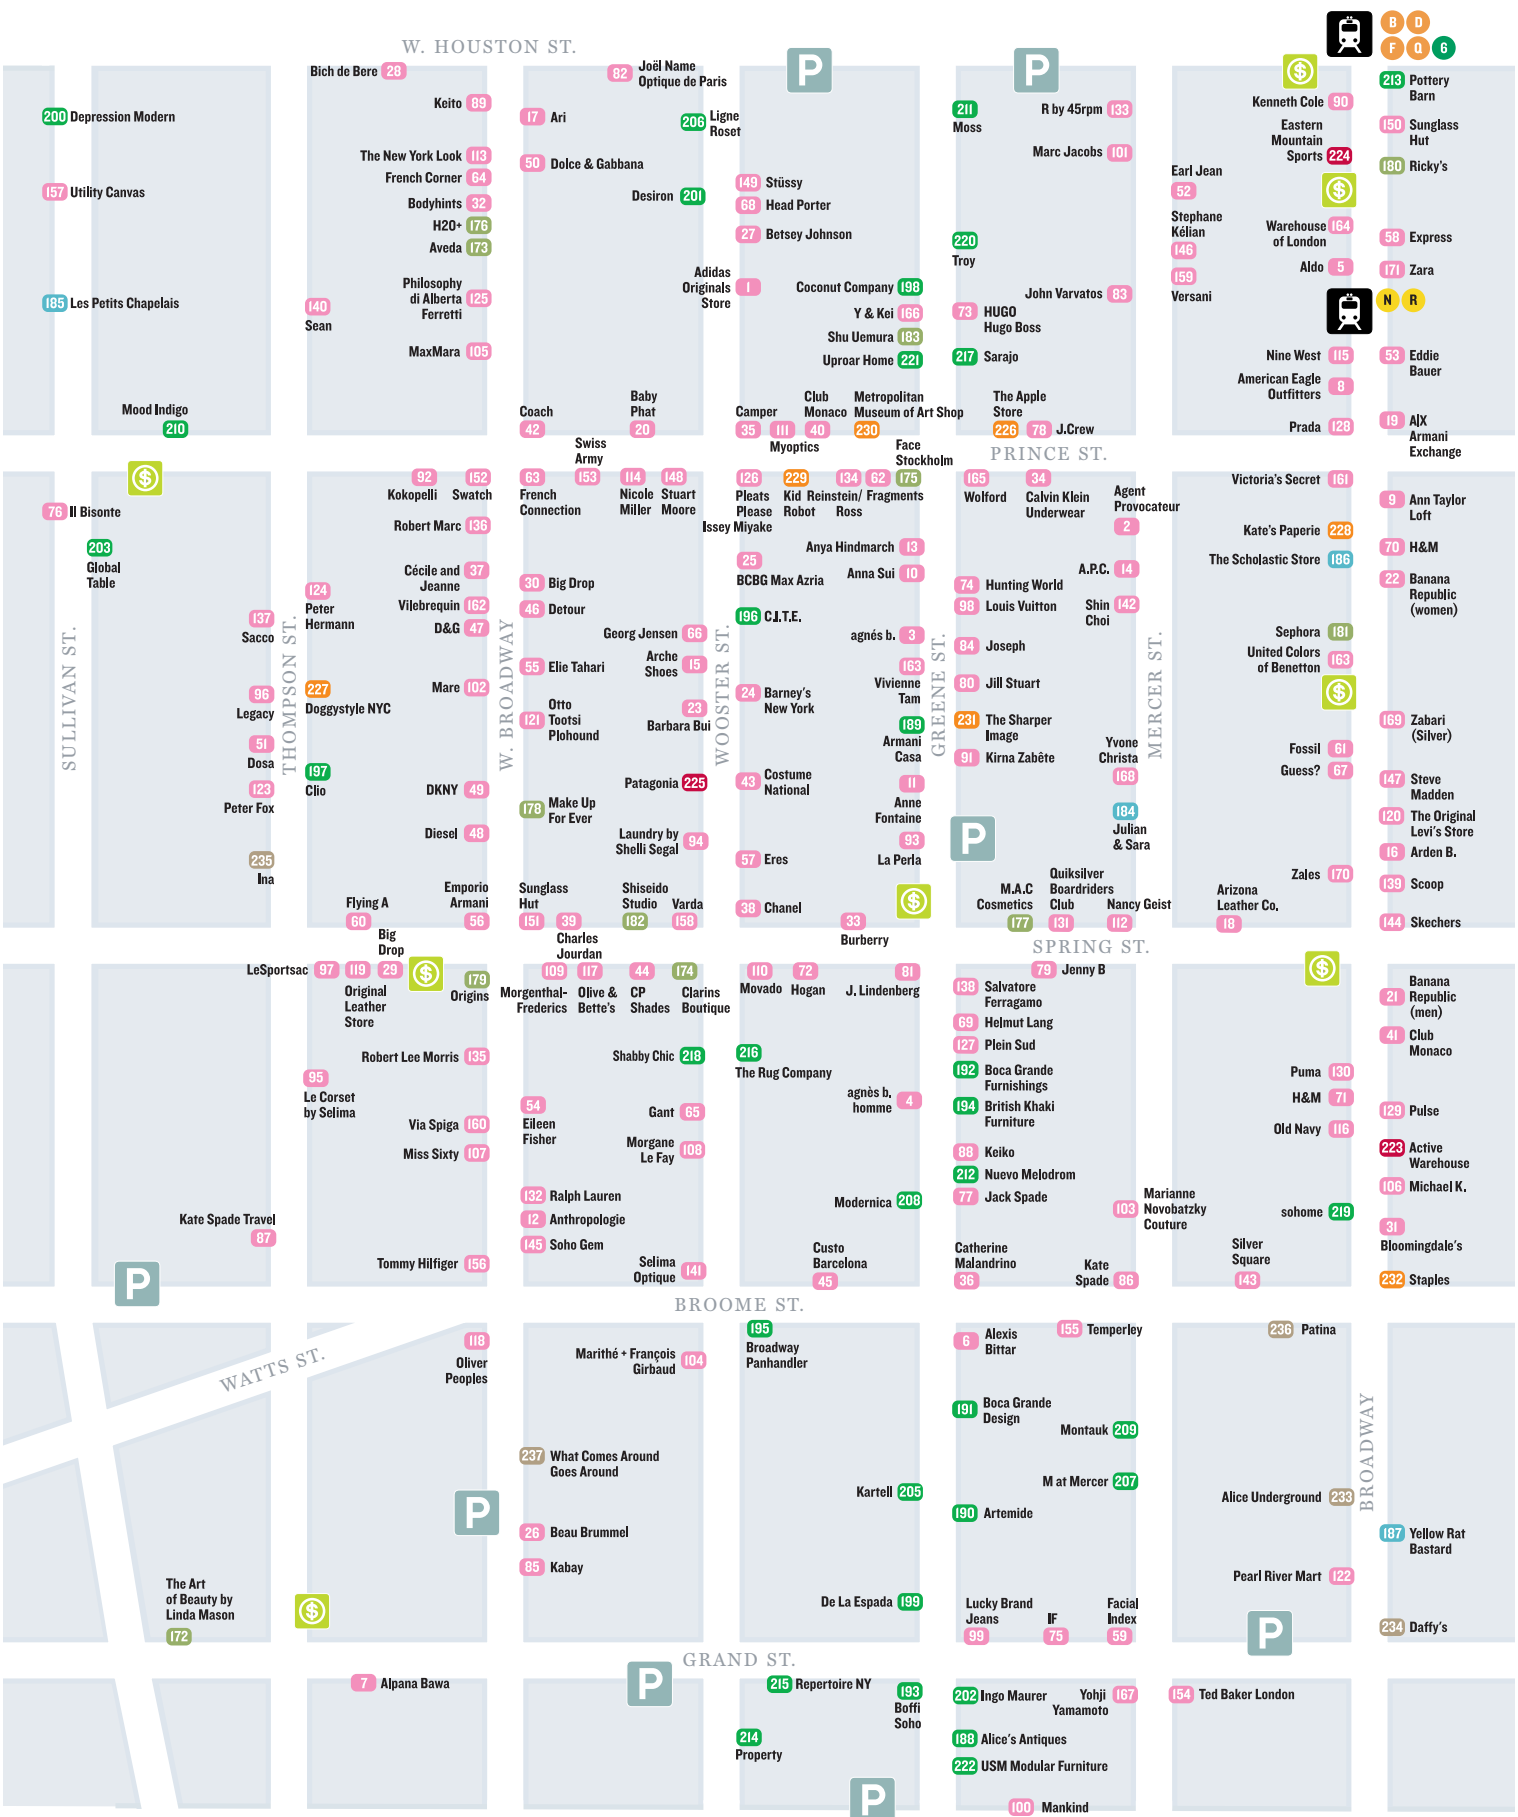 W. HOUSTON ST.
B D
F Q 6
Bich de Bere 28
82 Joël Name
Optique de Paris
P
P
$
213 Pottery
Barn
Keito 89
17 Ari
206 Ligne
Roset
211
Moss
R by 45rpm 133
Kenneth Cole 90
200 Depression Modern
Eastern
Mountain
Sports 224
150 Sunglass
Hut
The New York Look 113
50 Dolce & Gabbana
Marc Jacobs 101
180 Ricky's
French Corner 64
Earl Jean
52
$
157 Utility Canvas
Bodyhints 32
Desiron 201
149 Stüssy
68 Head Porter
H2O+ 176
Aveda 173
27 Betsey Johnson
220
Troy
Stephane
Kélian
146
Warehouse 164
of London
58 Express
185 Les Petits Chapelais
140
Sean
Philosophy
di Alberta 125
Ferretti
Adidas
Originals 1
Store
Coconut Company 198
Y & Kei 166
Shu Uemura 183
Uproar Home 221
73 HUGO
Hugo Boss
John Varvatos 83
159
Versani
Aldo 5
171 Zara
N R
MaxMara 105
217 Sarajo
Nine West 115
53 Eddie
Bauer
American Eagle 8
Outfitters
Mood Indigo
210
Coach
42
Baby
Phat
20
Camper
35
111
Myoptics
Club
Monaco
40
Metropolitan
Museum of Art Shop
230
The Apple
Store
226
78 J.Crew
Prada 128
19 A|X
Armani
Exchange
PRINCE ST.
$
92
Kokopelli
152
Swatch
63
French
Connection
Swiss
Army
153
114
Nicole
Miller
148
Stuart
Moore
126
Pleats
Please
Issey Miyake
229
Kid
Robot
134
Reinstein/
Ross
62
Fragments
Face
Stockholm
175
165
Wolford
34
Calvin Klein
Underwear
Agent
Provocateur
2
Victoria's Secret 161
9 Ann Taylor
Loft
76 Il Bisonte
Robert Marc 136
Kate's Paperie 228
203
Global
Table
Anya Hindmarch 13
The Scholastic Store 186
70 H&M
Cécile and 37
Jeanne
30 Big Drop
25
BCBG Max Azria
Anna Sui 10
74 Hunting World
A.P.C. 14
22 Banana
Republic
(women)
124
Peter
Hermann
Vilebrequin 162
46 Detour
98 Louis Vuitton
Shin 142
Choi
137
Sacco
D&G 47
Georg Jensen 66
196 C.I.T.E.
agnés b. 3
84 Joseph
Sephora 181
United Colors 163
of Benetton
SULLIVAN ST.
THOMPSON ST.
W. BROADWAY
WOOSTER ST.
GREENE ST.
MERCER ST.
55 Elie Tahari
Arche 15
Shoes
163
Vivienne
Tam
80 Jill Stuart
96
Legacy
227
Doggystyle NYC
Mare 102
23
Barbara Bui
24 Barney's
New York
$
Otto
121 Tootsi
Plohound
189
Armani
Casa
231 The Sharper
Image
169 Zabari
(Silver)
51
Dosa
91 Kirna Zabête
Yvone
Christa
168
Fossil 61
123
Peter Fox
197
Clio
DKNY 49
Patagonia 225
43 Costume
National
11
Anne
Fontaine
Guess? 67
147 Steve
Madden
178 Make Up
For Ever
184
Julian
& Sara
120 The Original
Levi's Store
Diesel 48
Laundry by
Shelli Segal 94
93
La Perla
P
16 Arden B.
235
Ina
57 Eres
Zales 170
139 Scoop
Flying A
60
Emporio
Armani
56
Sunglass
Hut
151
39
Charles
Jourdan
Shiseido
Studio
182
Varda
158
38 Chanel
33
Burberry
$
M.A.C
Cosmetics
177
Quiksilver
Boardriders
Club
131
Nancy Geist
112
Arizona
Leather Co.
18
144 Skechers
SPRING ST.
LeSportsac 97
119
Original
Leather
Store
Big
Drop
29
$
179
Origins
109
Morgenthal-
Frederics
117
Olive &
Bette's
44
CP
Shades
174
Clarins
Boutique
110
Movado
72
Hogan
81
J. Lindenberg
138 Salvatore
Ferragamo
79 Jenny B
$
Banana
21 Republic
(men)
69 Helmut Lang
41 Club
Monaco
Robert Lee Morris 135
Shabby Chic 218
216
The Rug Company
127 Plein Sud
95
Le Corset
by Selima
192 Boca Grande
Furnishings
Puma 130
54
Eileen
Fisher
Gant 65
agnès b.
homme 4
194 British Khaki
Furniture
H&M 71
129 Pulse
Via Spiga 160
Old Navy 116
Miss Sixty 107
Morgane 108
Le Fay
88 Keiko
223 Active
Warehouse
212 Nuevo Melodrom
132 Ralph Lauren
Modernica 208
77 Jack Spade
Marianne
103 Novobatzky
Couture
106 Michael K.
Kate Spade Travel
87
12 Anthropologie
sohome 219
31
Bloomingdale's
145 Soho Gem
Tommy Hilfiger 156
Selima
Optique 141
Custo
Barcelona
45
Catherine
Malandrino
36
Kate
Spade 86
Silver
Square
143
232 Staples
P
BROOME ST.
WATTS ST.
118
Oliver
Peoples
Marithé + François 104
Girbaud
195
Broadway
Panhandler
6 Alexis
Bittar
155 Temperley
236 Patina
191 Boca Grande
Design
Montauk 209
BROADWAY
237 What Comes Around
Goes Around
M at Mercer 207
Kartell 205
190 Artemide
Alice Underground 233
P
26 Beau Brummel
187 Yellow Rat
Bastard
85 Kabay
Pearl River Mart 122
The Art
of Beauty by
Linda Mason
172
$
De La Espada 199
Lucky Brand
Jeans
99
IF
75
Facial
Index
59
P
234 Daffy's
GRAND ST.
7 Alpana Bawa
P
215 Repertoire NY
193
Boffi
Soho
202 Ingo Maurer
Yohji 167
Yamamoto
154 Ted Baker London
214
Property
188 Alice's Antiques
222 USM Modular Furniture
P
100 Mankind